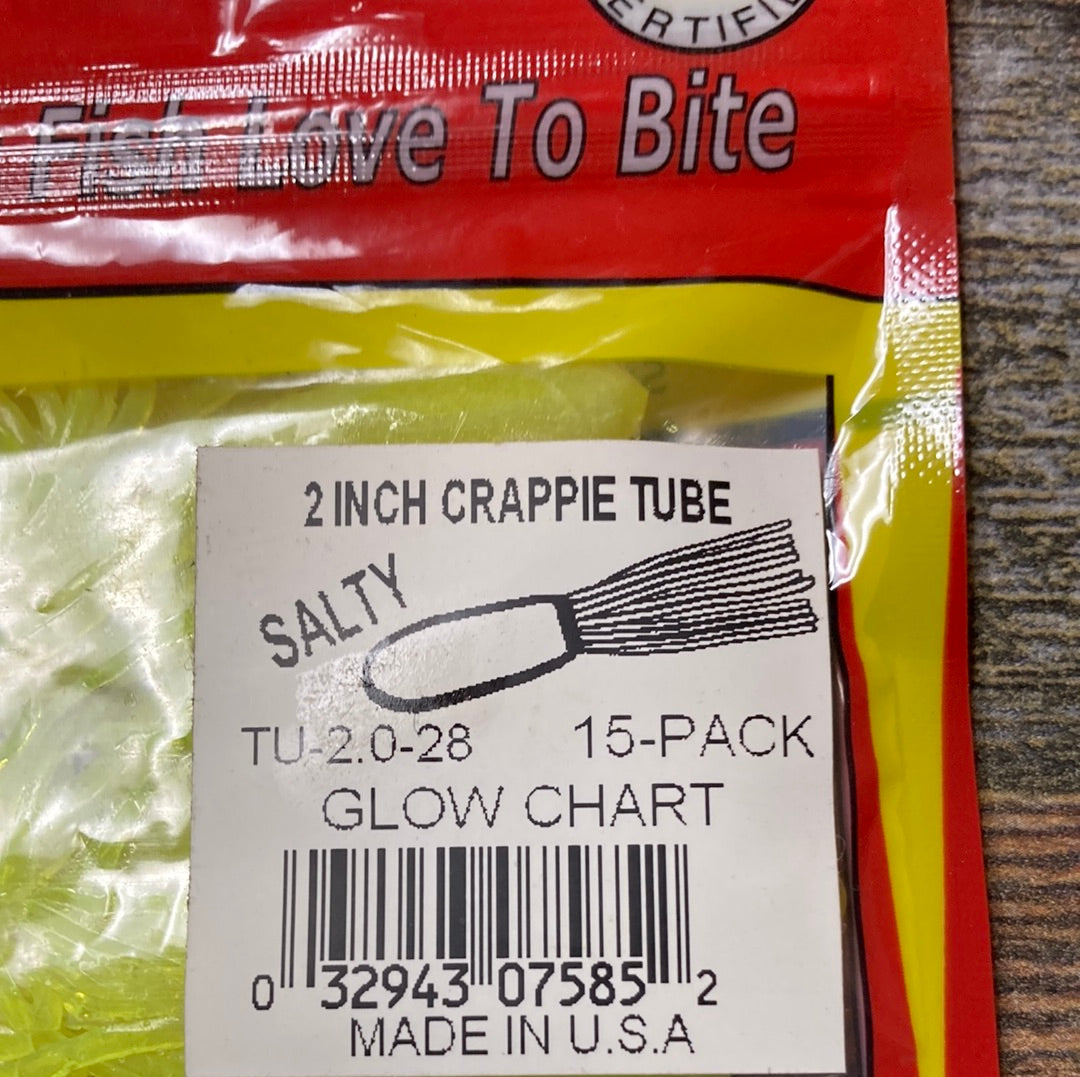 Fish Love To Bite
2 INCH CRAPPIE TUBE
SALTY
TU-2.0-28 15-PACK
GLOW CHART
0 32943 07585 2
MADE IN U.S.A